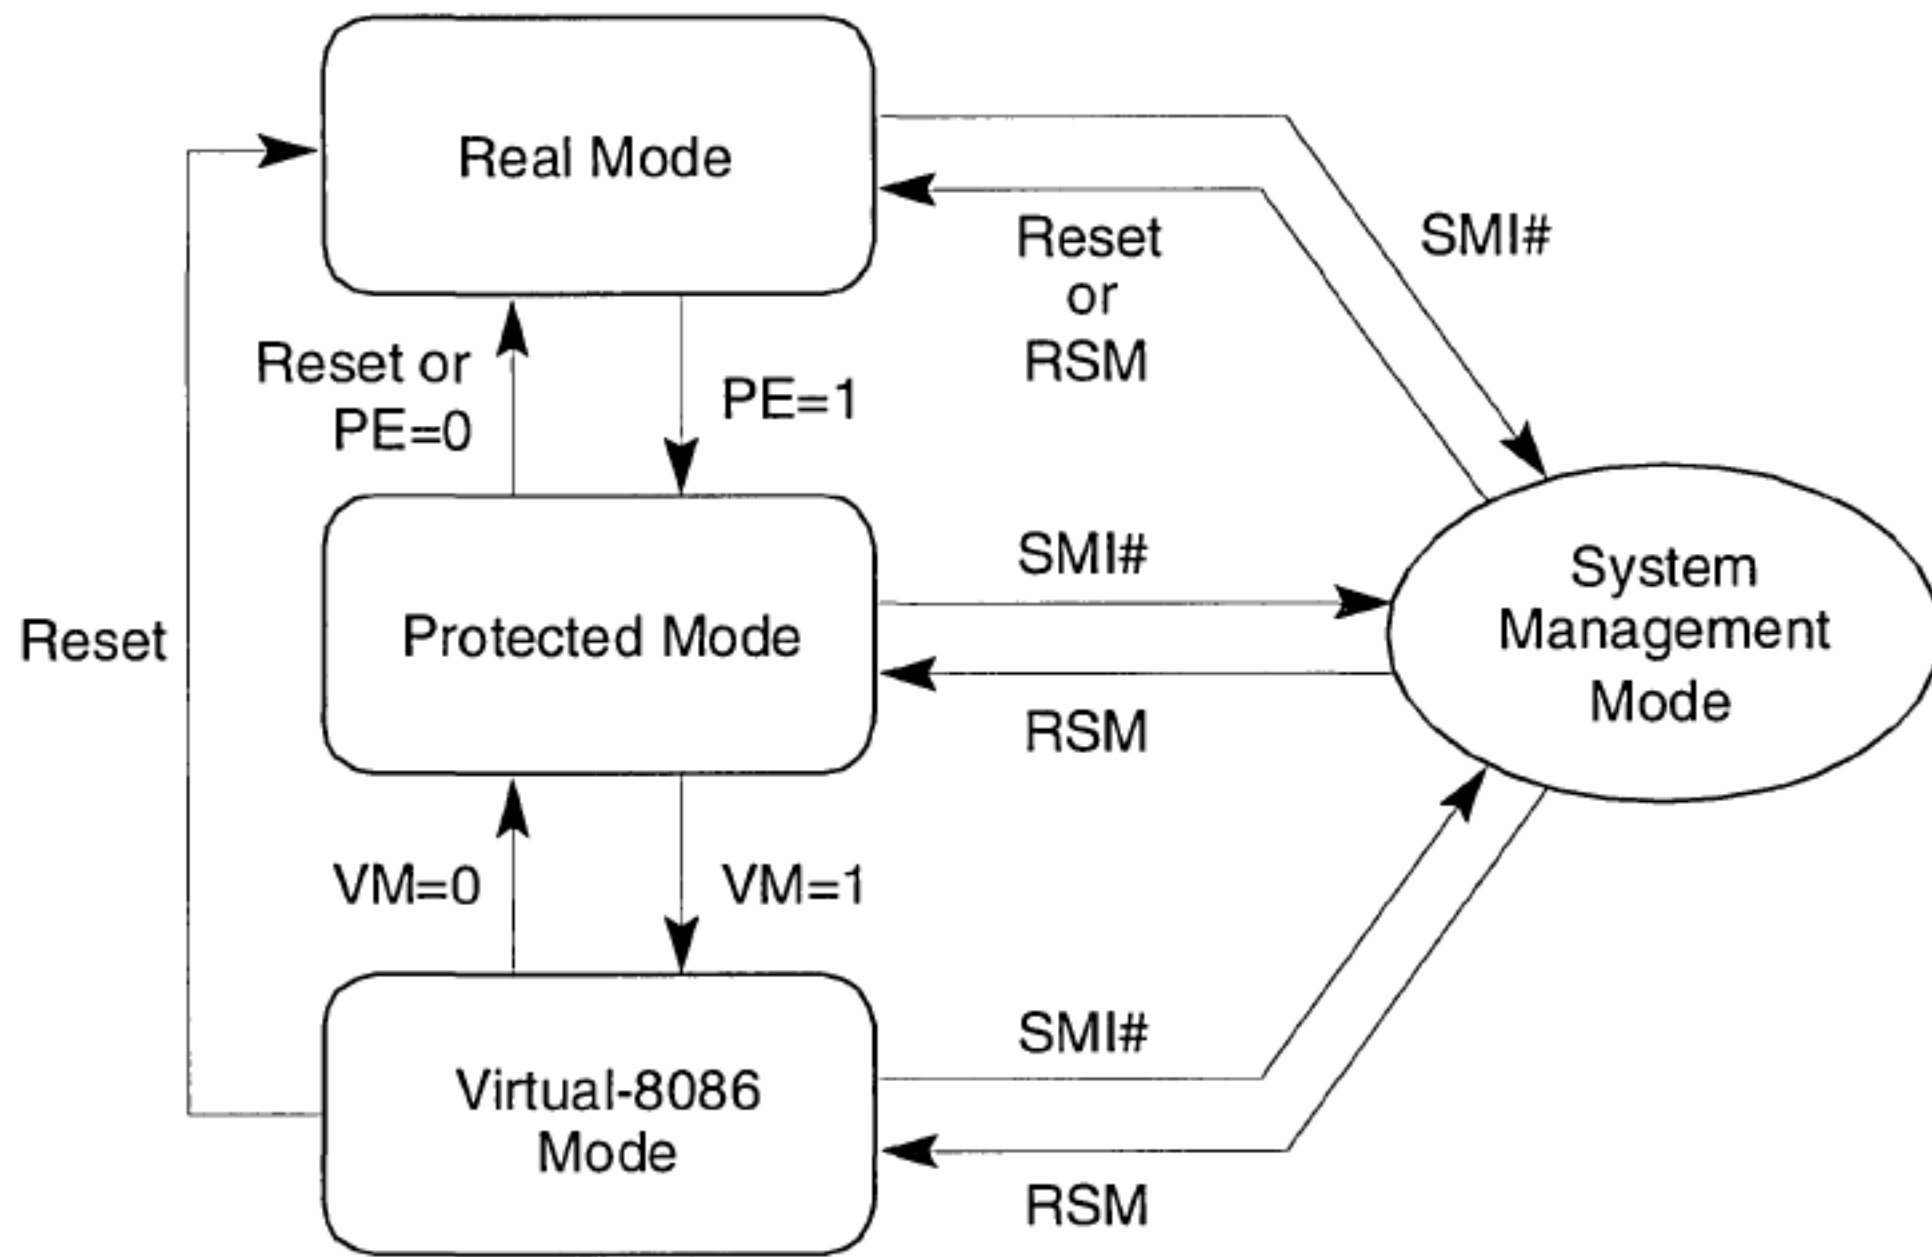 Real Mode
SMI#
Reset
or
RSM
Reset or
PE=0
PE=1
SMI#
System
Management
Mode
Protected Mode
Reset
RSM
VM=0
VM=1
SMI#
Virtual-8086
Mode
RSM